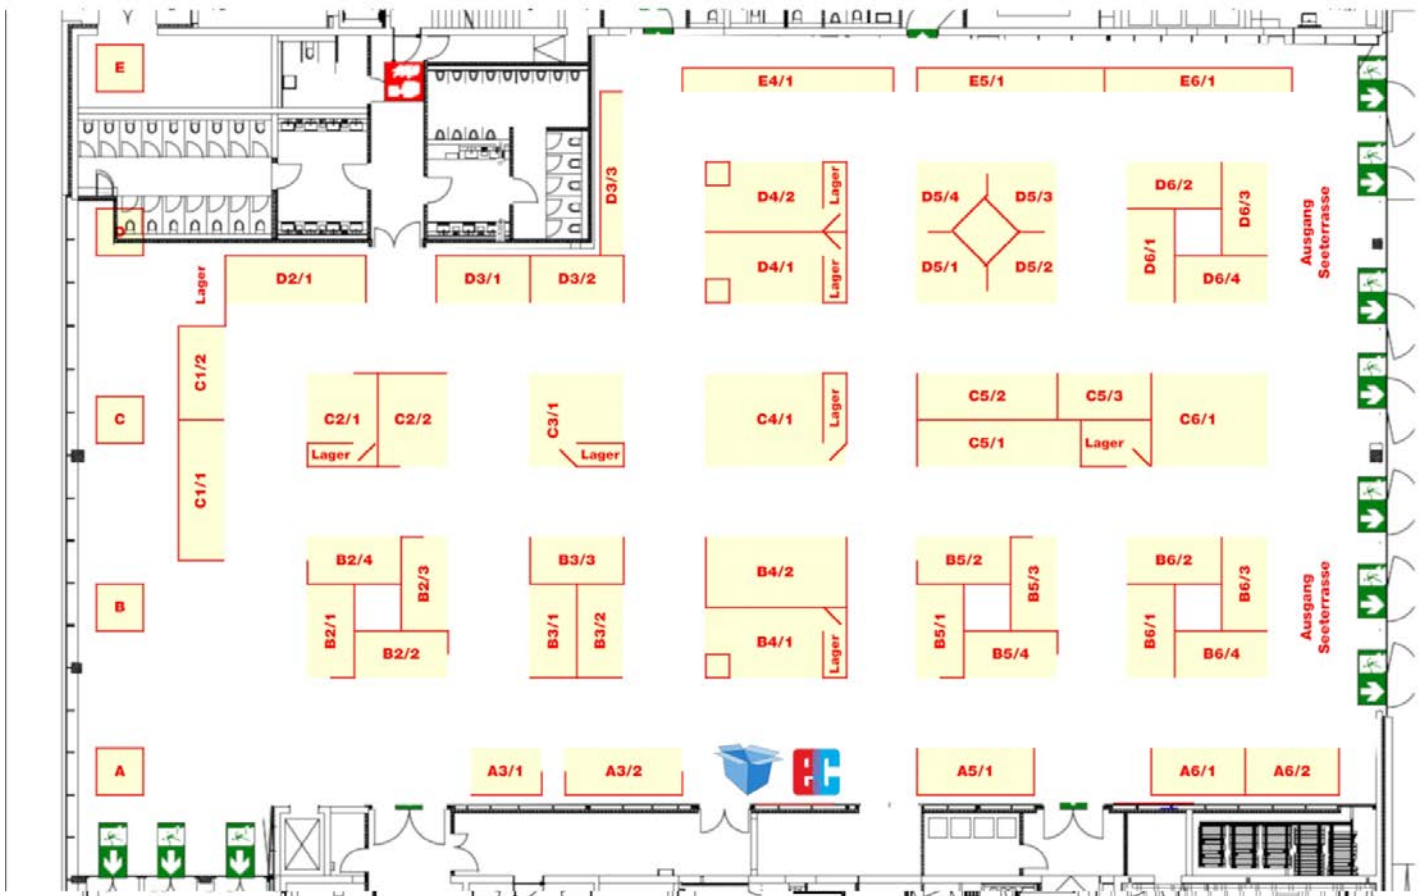 E
E4/1
E5/1
E6/1
D3/3
D4/2
Lager
D5/4
D5/3
D6/2
D6/3
Ausgang
Seeterrasse
D
Lager
D2/1
D3/1
D3/2
D4/1
Lager
D5/1
D5/2
D6/1
D6/4
C1/2
C
C2/1
C2/2
Lager
C3/1
Lager
C4/1
Lager
C5/2
C5/3
C5/1
Lager
C6/1
C1/1
B2/4
B2/3
B3/3
B4/2
B5/2
B5/3
B6/2
B6/3
Ausgang
Seeterrasse
B
B2/1
B2/2
B3/1
B3/2
B4/1
Lager
B5/1
B5/4
B6/1
B6/4
A
A3/1
A3/2
ec
A5/1
A6/1
A6/2